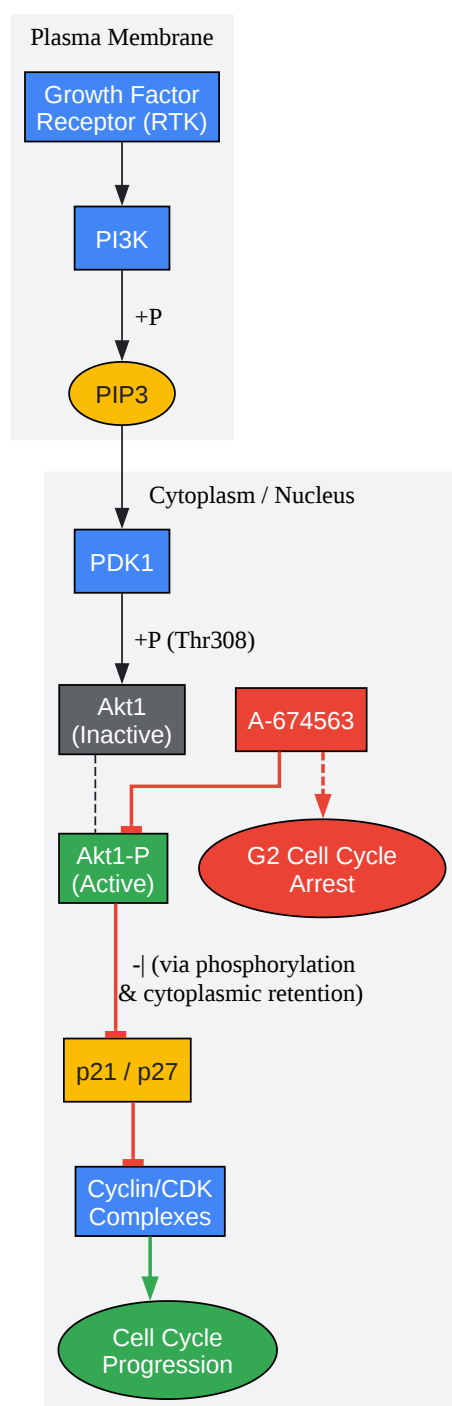 Plasma Membrane
Growth Factor
Receptor (RTK)
PI3K
+P
PIP3
Cytoplasm / Nucleus
PDK1
+P (Thr308)
Akt1
(Inactive)
A-674563
Akt1-P
(Active)
G2 Cell Cycle
Arrest
-| (via phosphorylation
& cytoplasmic retention)
p21 / p27
Cyclin/CDK
Complexes
Cell Cycle
Progression